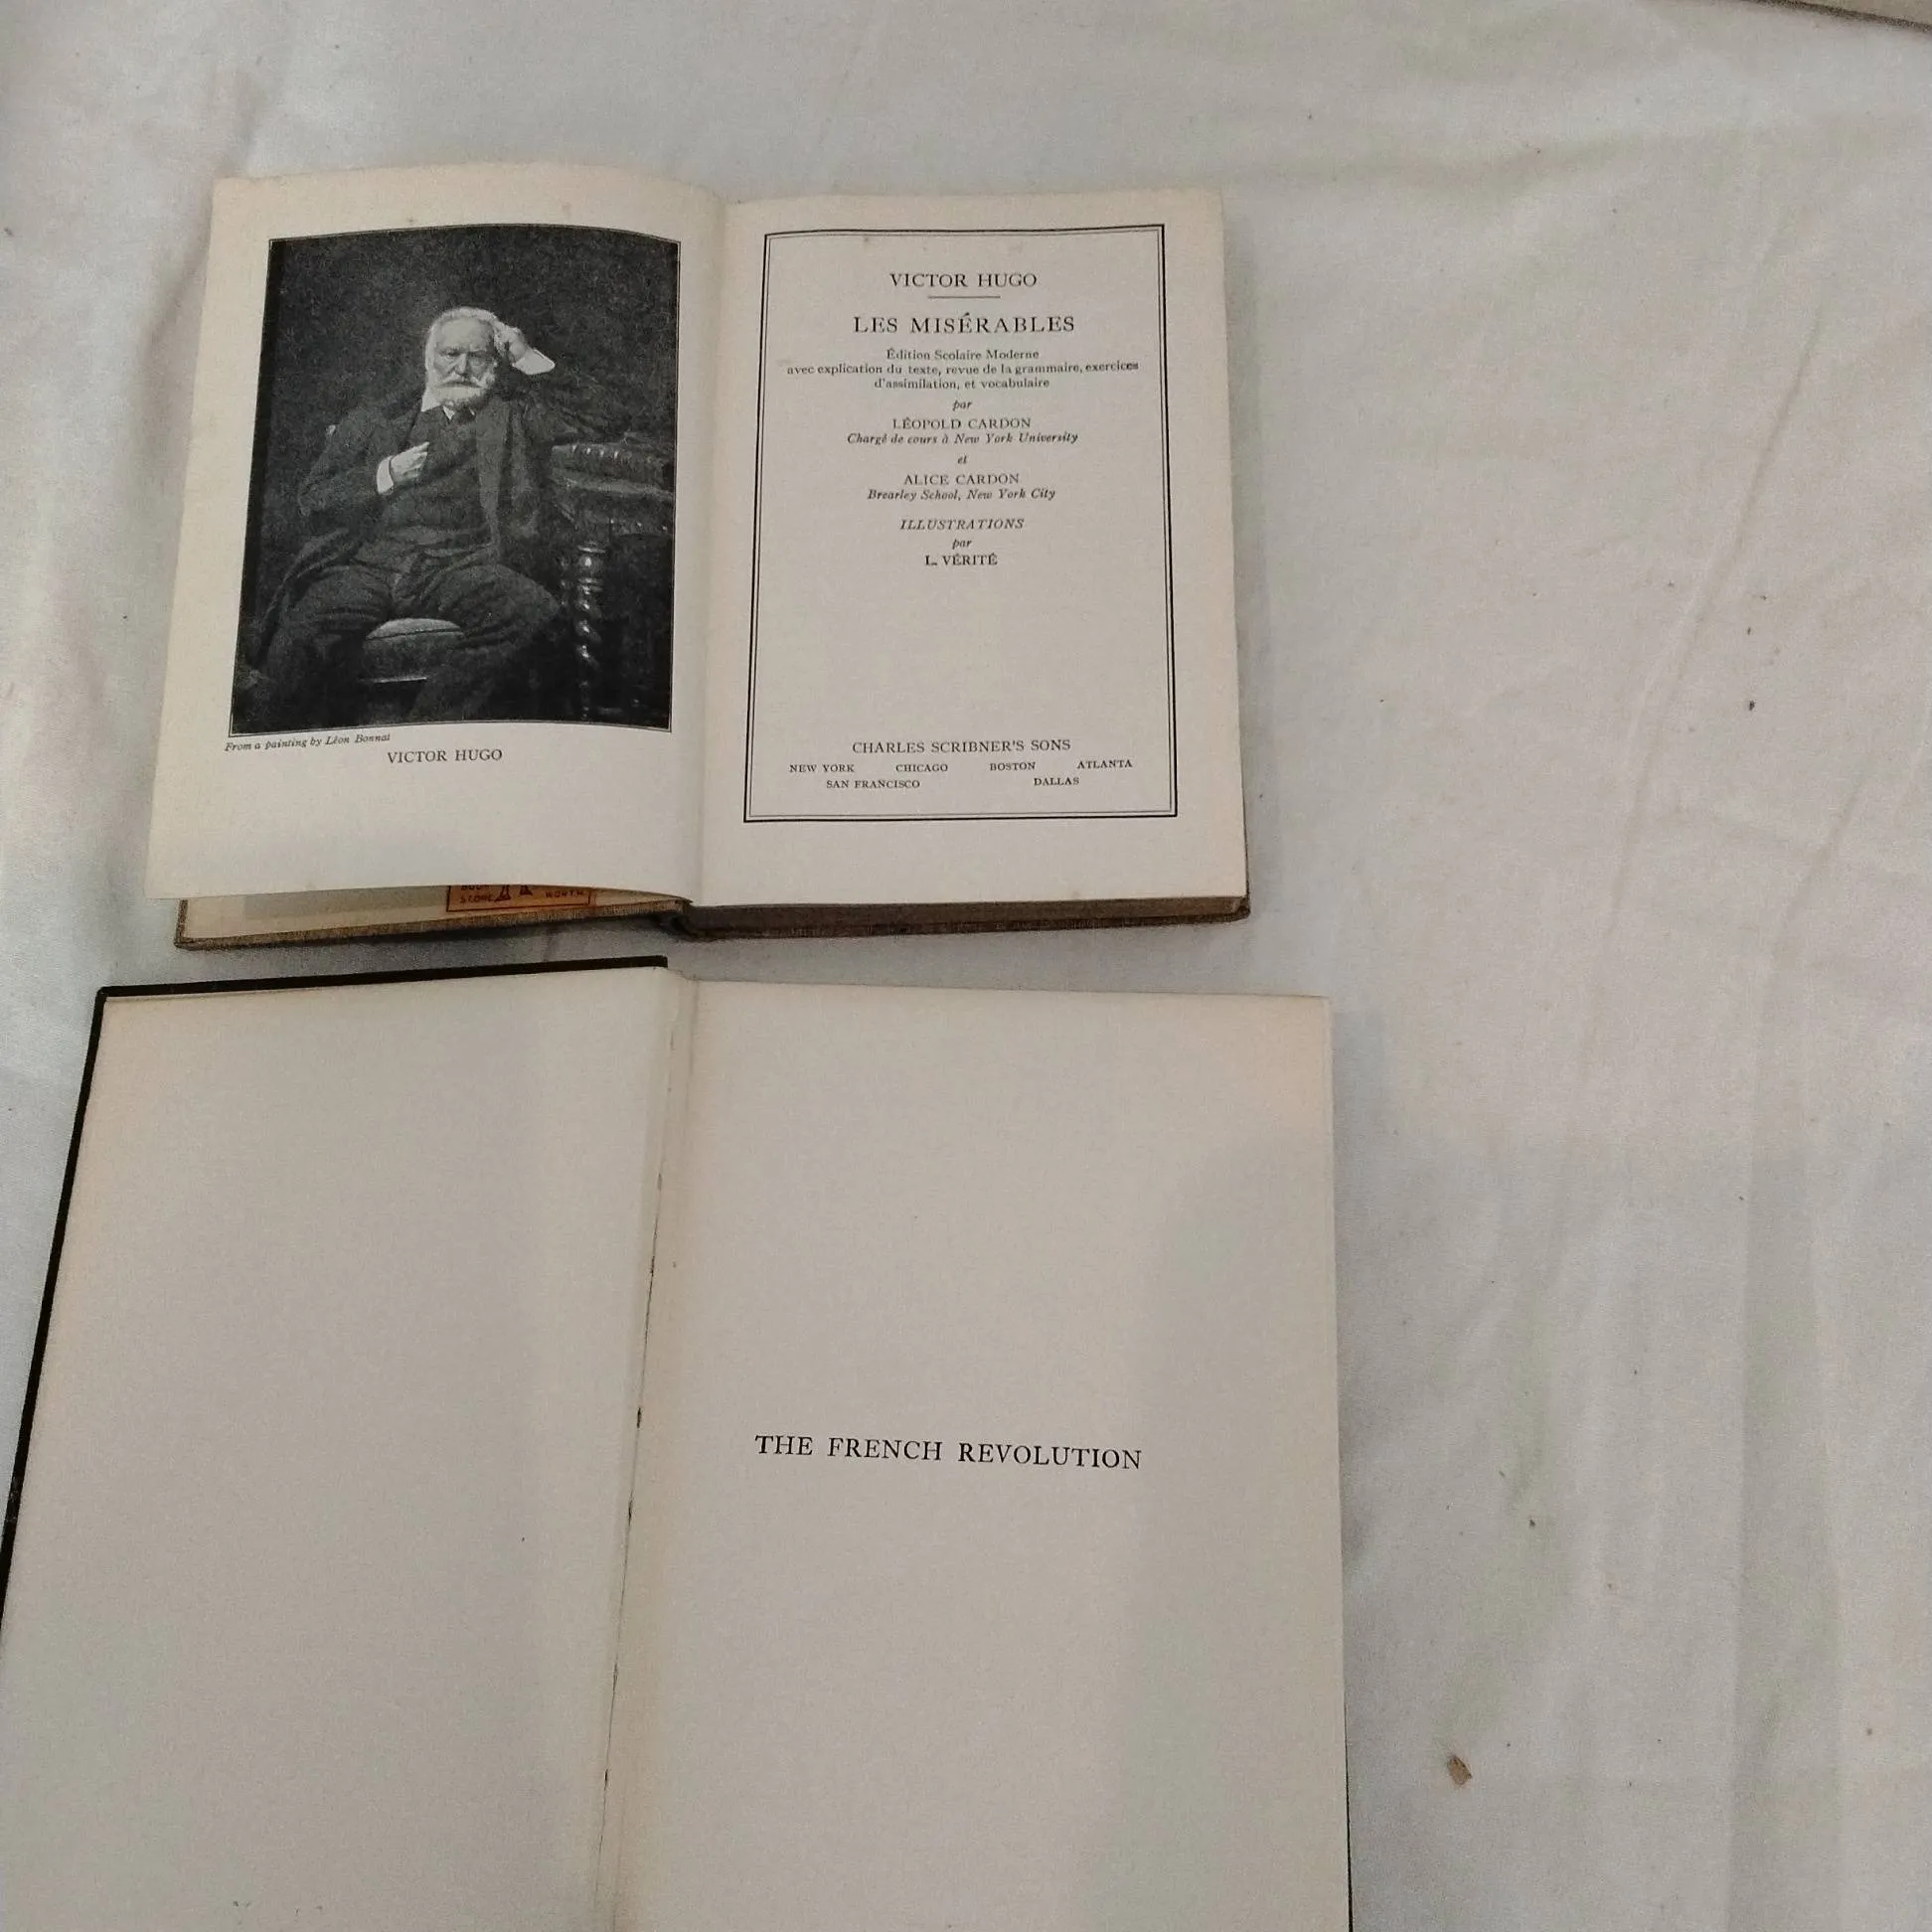 From a painting by Léon Bonnat
VICTOR HUGO
VICTOR HUGO
LES MISÉRABLES
Édition Scolaire Moderne
avec explication du texte, revue de la grammaire, exercices
d'assimilation, et vocabulaire
par
LÉOPOLD CARDON
Chargé de cours à New York University
et
ALICE CARDON
Brearley School, New York City
ILLUSTRATIONS
par
L. VÉRITÉ
CHARLES SCRIBNER'S SONS
NEW YORK CHICAGO BOSTON ATLANTA
SAN FRANCISCO DALLAS
STORE WORTH
THE FRENCH REVOLUTION